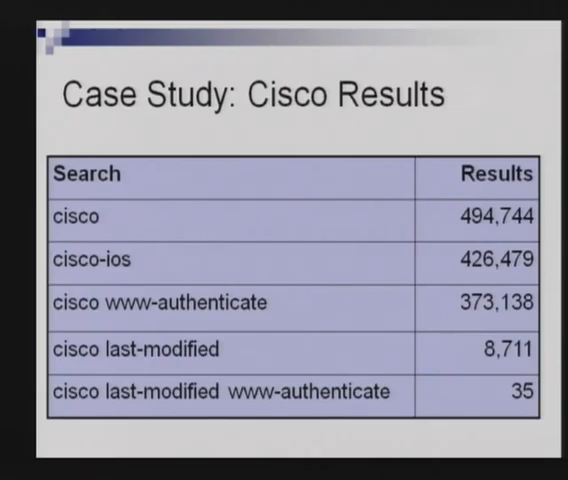 Case Study: Cisco Results
Search Results
cisco 494,744
cisco-ios 426,479
cisco www-authenticate 373,138
cisco last-modified 8,711
cisco last-modified www-authenticate 35